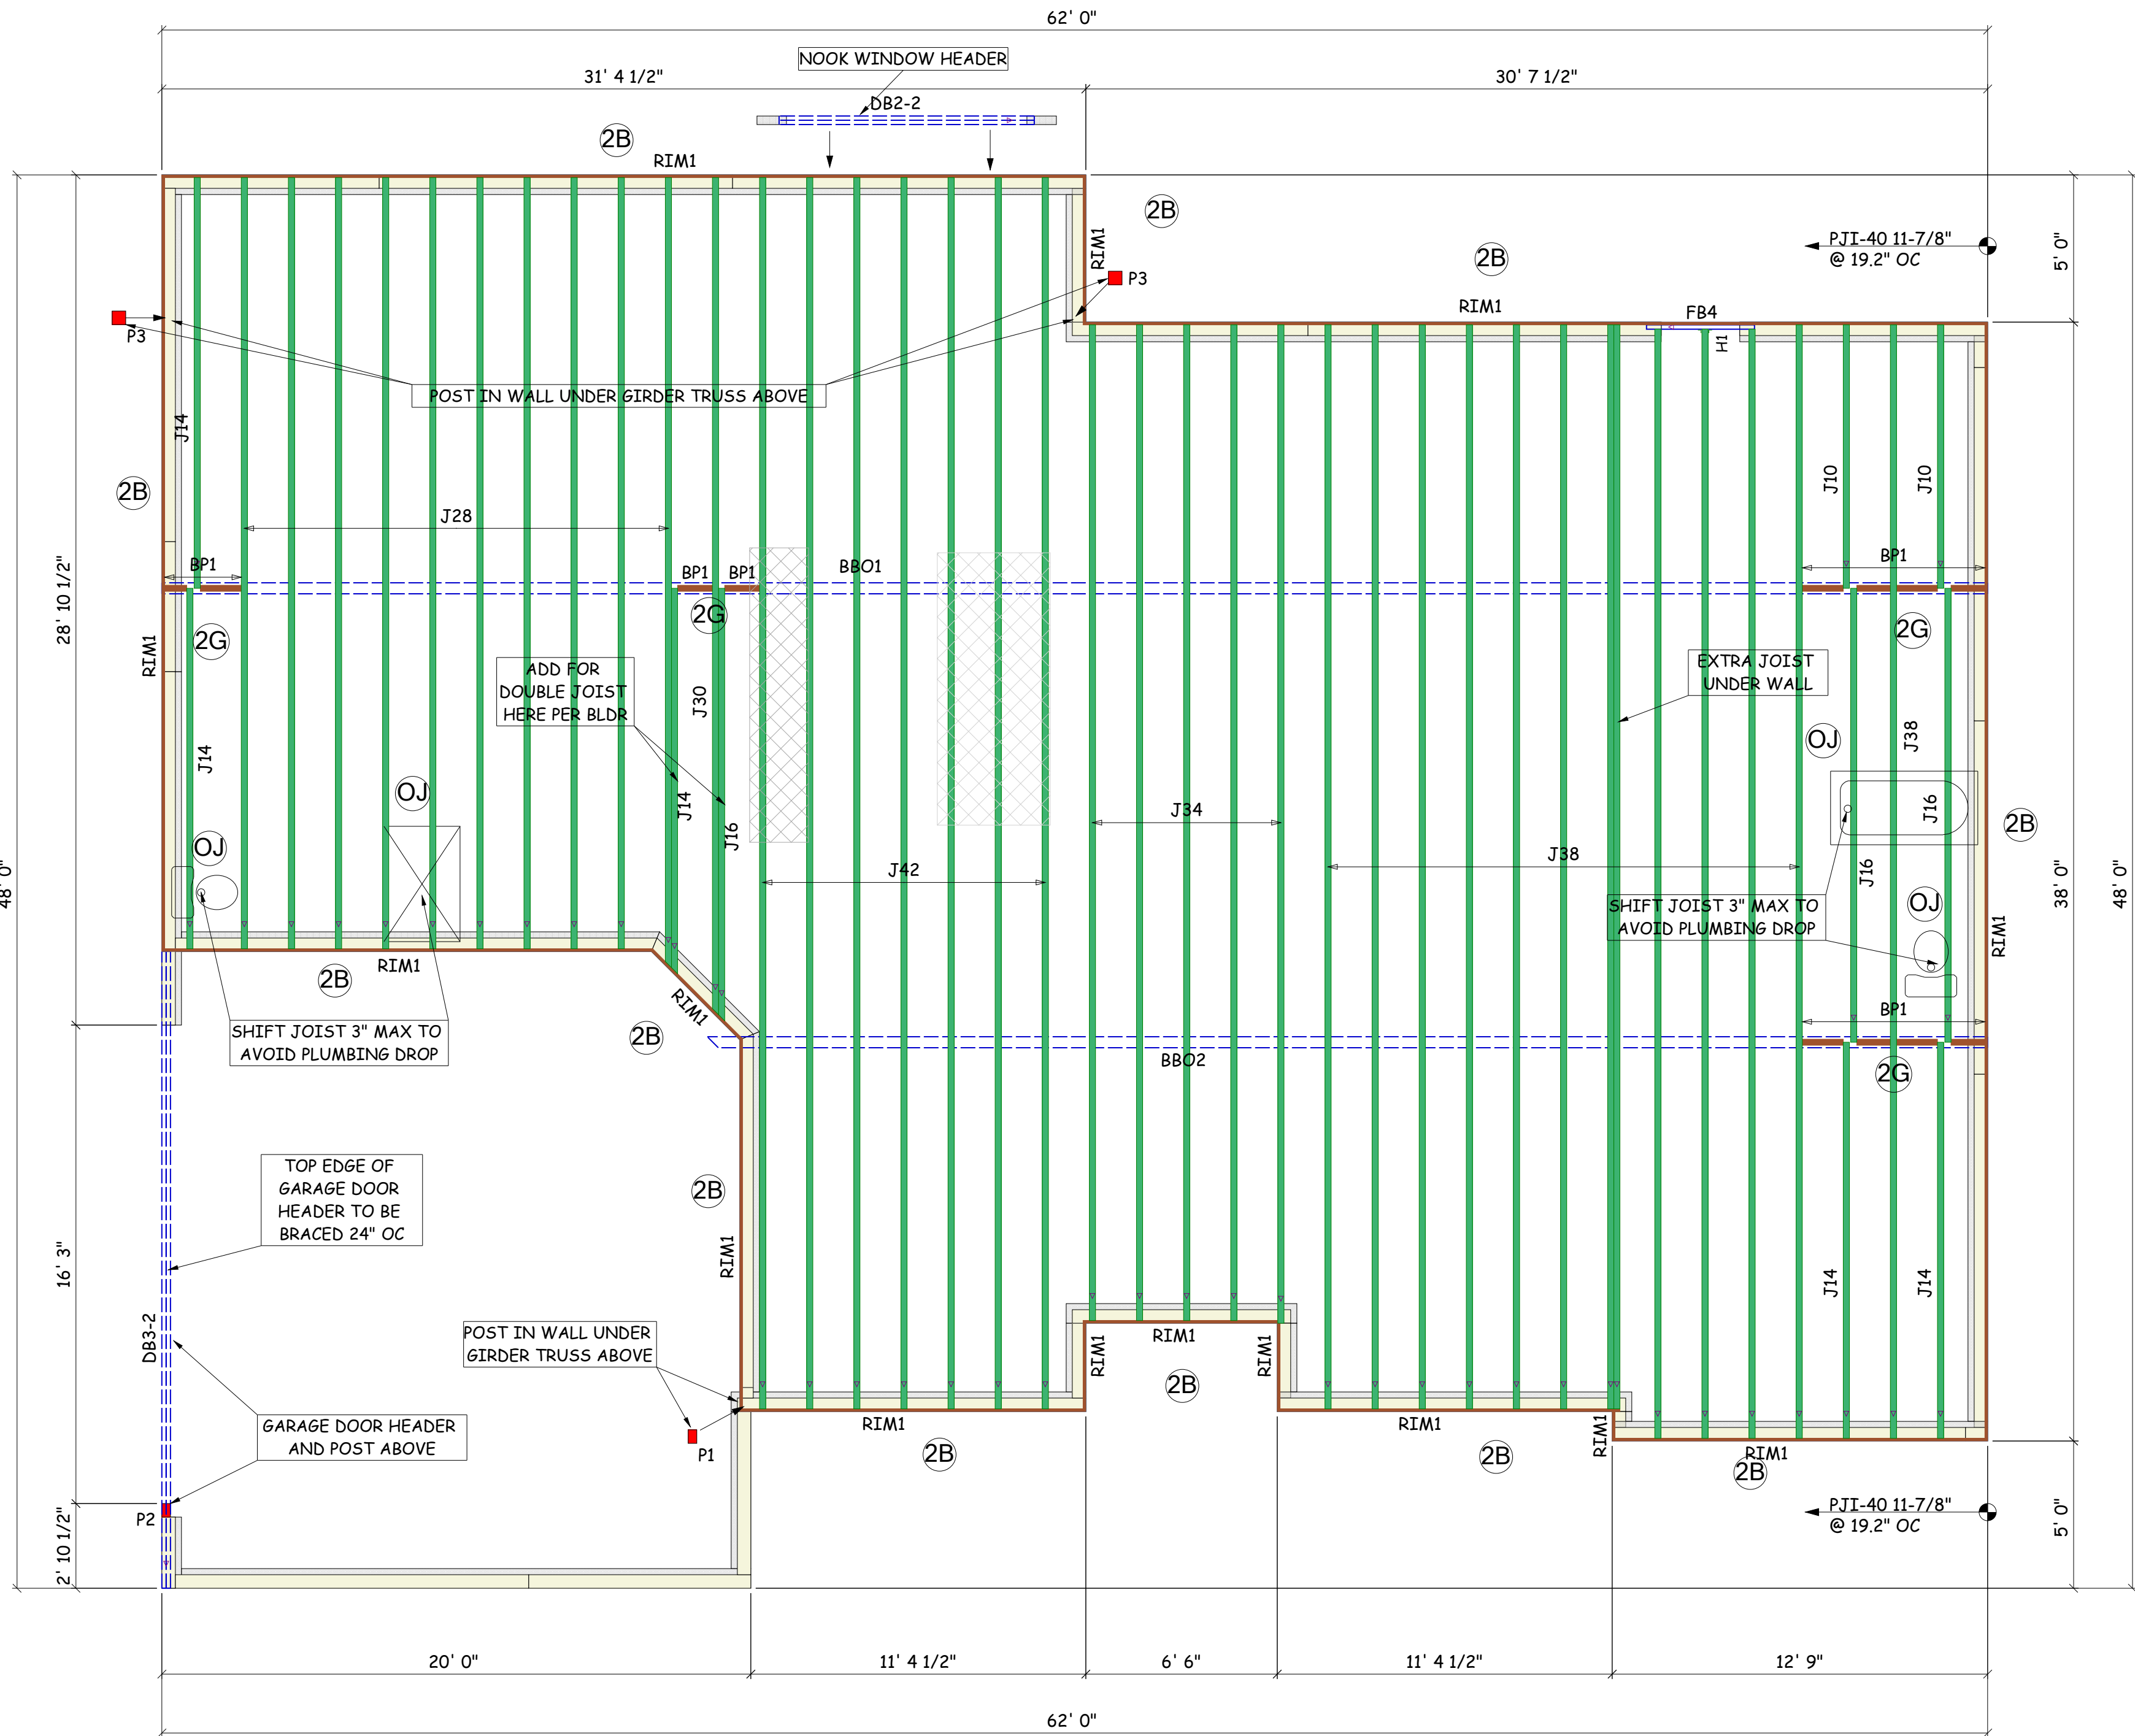 62' 0"
NOOK WINDOW HEADER
31' 4 1/2"
30' 7 1/2"
DB2-2
2B
RIM1
2B
RIM1
2B
PJI-40 11-7/8"
@ 19.2" OC
5' 0"
P3
P3
RIM1
FB4
H1
POST IN WALL UNDER GIRDER TRUSS ABOVE
J14
2B
J10
J10
J28
BP1
BP1
BP1
BBO1
BP1
28' 10 1/2"
2G
2G
2G
RIM1
ADD FOR
DOUBLE JOIST
HERE PER BLDR
J30
EXTRA JOIST
UNDER WALL
J14
J38
OJ
OJ
J14
J16
J34
J16
2B
OJ
J42
J38
J16
48' 0"
38' 0"
48' 0"
SHIFT JOIST 3" MAX TO
AVOID PLUMBING DROP
OJ
RIM1
RIM1
2B
RIM1
BP1
SHIFT JOIST 3" MAX TO
AVOID PLUMBING DROP
2B
BBO2
2G
TOP EDGE OF
GARAGE DOOR
HEADER TO BE
BRACED 24" OC
2B
RIM1
16' 3"
J14
J14
DB3-2
POST IN WALL UNDER
GIRDER TRUSS ABOVE
RIM1
RIM1
RIM1
2B
GARAGE DOOR HEADER
AND POST ABOVE
P1
RIM1
2B
RIM1
2B
RIM1
RIM1
2B
P2
2' 10 1/2"
PJI-40 11-7/8"
@ 19.2" OC
5' 0"
20' 0"
11' 4 1/2"
6' 6"
11' 4 1/2"
12' 9"
62' 0"